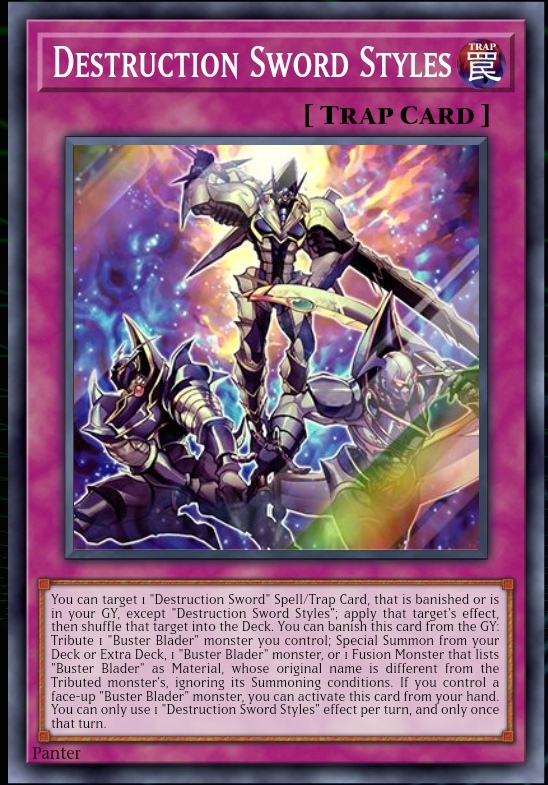 Destruction Sword Styles
TRAP
罠
[ Trap Card ]
You can target 1 "Destruction Sword" Spell/Trap Card, that is banished or is
in your GY, except "Destruction Sword Styles"; apply that target's effect,
then shuffle that target into the Deck. You can banish this card from the GY:
Tribute 1 "Buster Blader" monster you control; Special Summon from your
Deck or Extra Deck, 1 "Buster Blader" monster, or 1 Fusion Monster that lists
"Buster Blader" as Material, whose original name is different from the
Tributed monster's, ignoring its Summoning conditions. If you control a
face-up "Buster Blader" monster, you can activate this card from your hand.
You can only use 1 "Destruction Sword Styles" effect per turn, and only once
that turn.
Panter